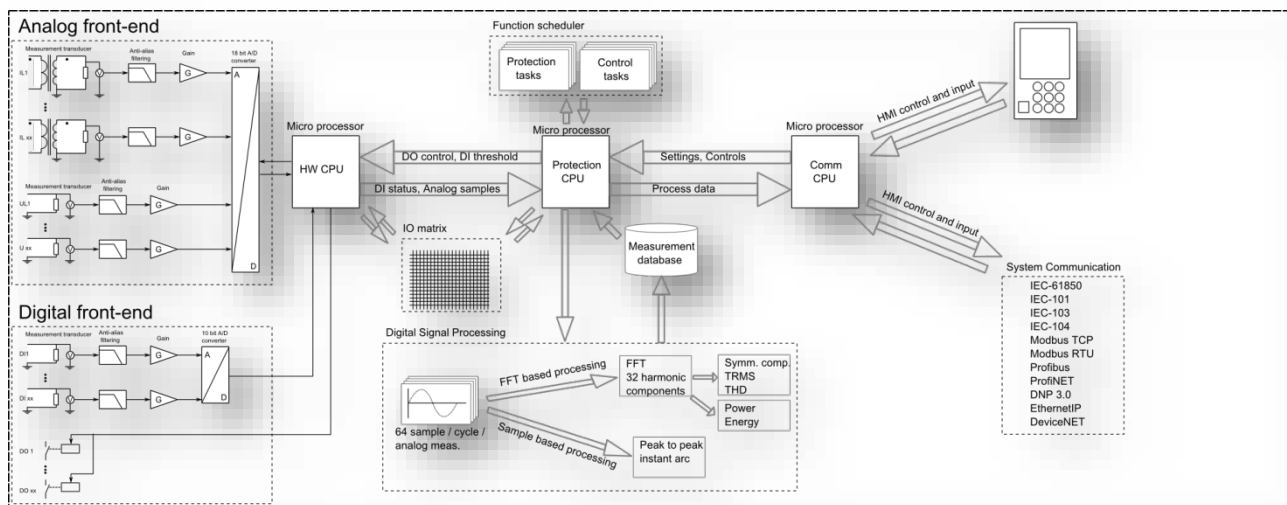 Analog front-end
Measurement transducer
Anti-alias
filtering
Gain
18 bit A/D
converter
IL1
V
G
A
IL xx
V
G
Measurement transducer
Anti-aliasing
filtering
Gain
UL1
V
G
U xx
V
G
D
Digital front-end
Measurement transducer
Anti-aliasing
filtering
Gain
10 bit A/D
converter
DI1
V
G
A
DI xx
V
G
D
DO 1
DO xx
Micro processor
HW CPU
DO control, DI threshold
DI status, Analog samples
IO matrix
Function scheduler
Protection
tasks
Control
tasks
Micro processor
Protection
CPU
Settings, Controls
Process data
Measurement
database
Micro processor
Comm
CPU
HMI control and input
HMI control and input
System Communication
IEC-61850
IEC-101
IEC-103
IEC-104
Modbus TCP
Modbus RTU
Profibus
ProfiNET
DNP 3.0
EthernetIP
DeviceNET
Digital Signal Processing
64 sample / cycle /
analog meas.
FFT based processing
Sample based processing
FFT
32 harmonic
components
Symm. comp.
TRMS
THD
Power
Energy
Peak to peak
instant arc